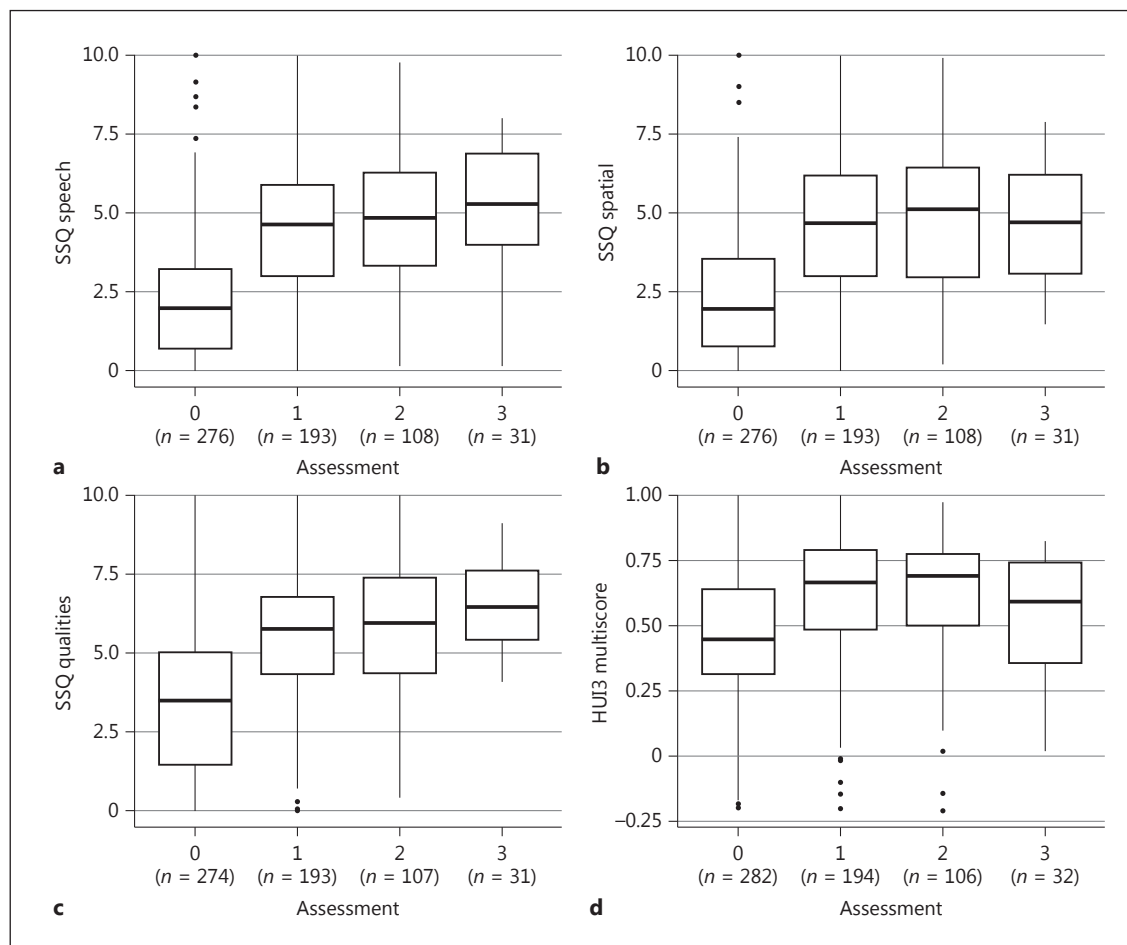 10.0
7.5
5.0
2.5
0
SSQ speech
0
1
2
3
(n = 276)
(n = 193)
(n = 108)
(n = 31)
a
Assessment
10.0
7.5
5.0
2.5
0
SSQ spatial
0
1
2
3
(n = 276)
(n = 193)
(n = 108)
(n = 31)
b
Assessment
10.0
7.5
5.0
2.5
0
SSQ qualities
0
1
2
3
(n = 274)
(n = 193)
(n = 107)
(n = 31)
c
Assessment
1.00
0.75
0.50
0.25
0
–0.25
HUI3 multiscore
0
1
2
3
(n = 282)
(n = 194)
(n = 106)
(n = 32)
d
Assessment